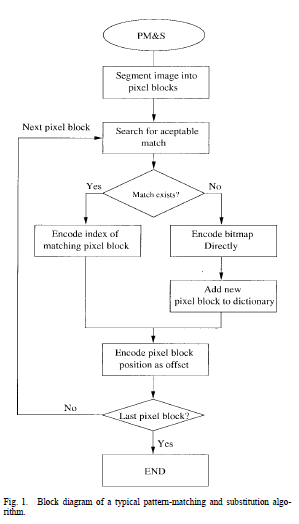 PM&S
Segment image into
pixel blocks
Next pixel block
Search for aceptable
match
Yes
Match exists?
No
Encode index of
matching pixel block
Encode bitmap
Directly
Add new
pixel block to dictionary
Encode pixel block
position as offset
No
Last pixel block?
Yes
END
Fig. 1. Block diagram of a typical pattern-matching and substitution algo-
rithm.